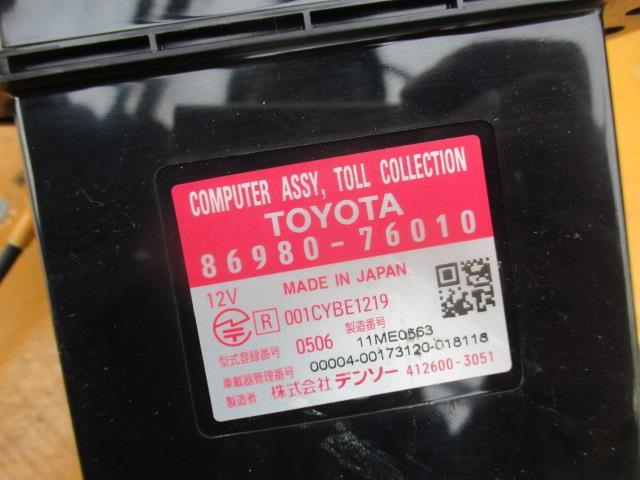 COMPUTER ASSY, TOLL COLLECTION
TOYOTA
86980-76010
12V MADE IN JAPAN
R 001CYBE1219
型式登録番号 0506 製造番号 11ME0563
車載器管理番号 00004-00173120-018118
製造者 株式会社 デンソー 412600-3051